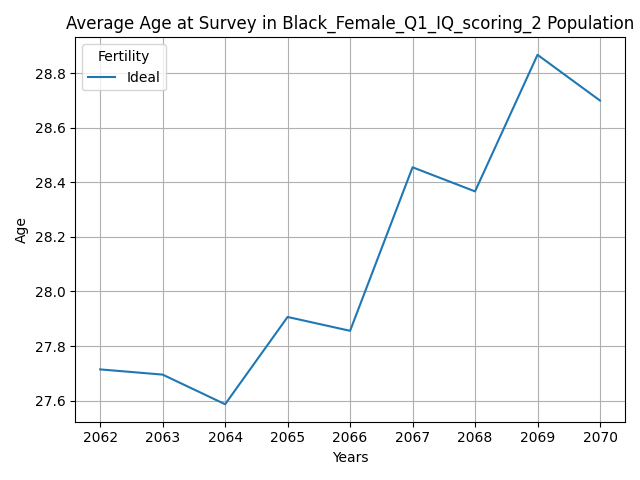 Average Age at Survey in Black_Female_Q1_IQ_scoring_2 Population
Fertility
Ideal
28.8
28.6
28.4
28.2
28.0
27.8
27.6
Age
2062 2063 2064 2065 2066 2067 2068 2069 2070
Years